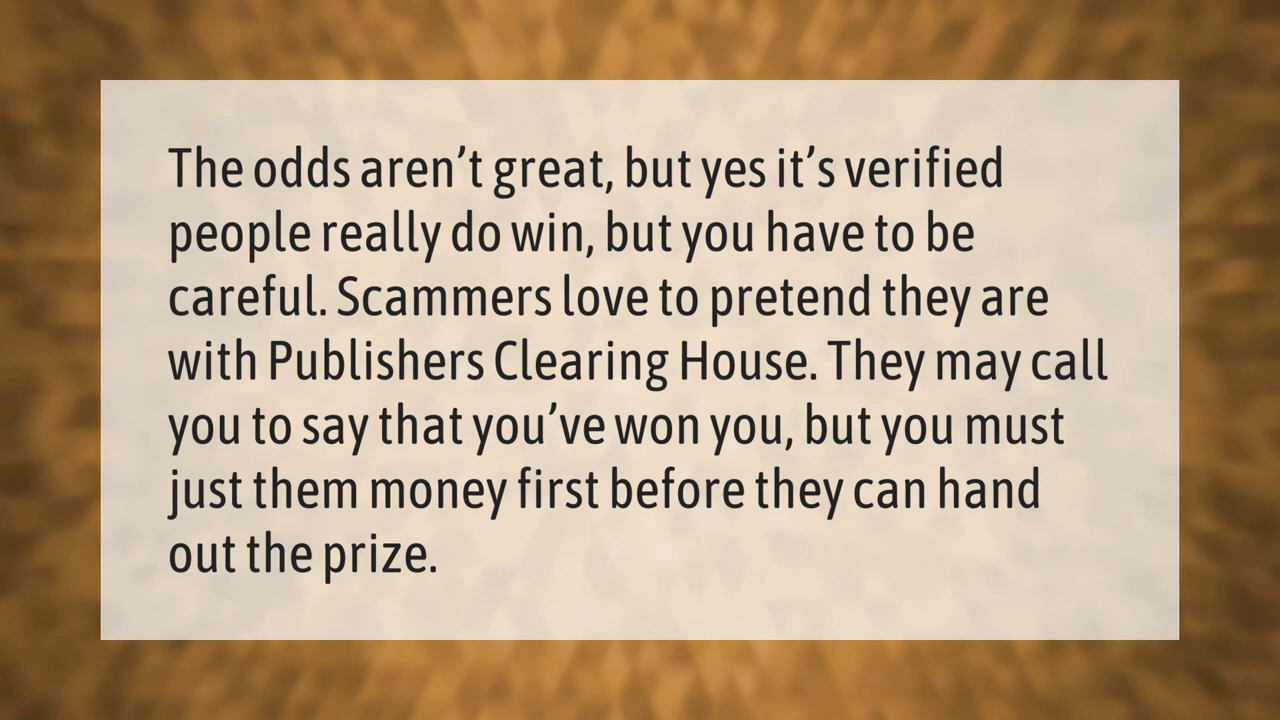 The odds aren’t great, but yes it’s verified
people really do win, but you have to be
careful. Scammers love to pretend they are
with Publishers Clearing House. They may call
you to say that you’ve won you, but you must
just them money first before they can hand
out the prize.